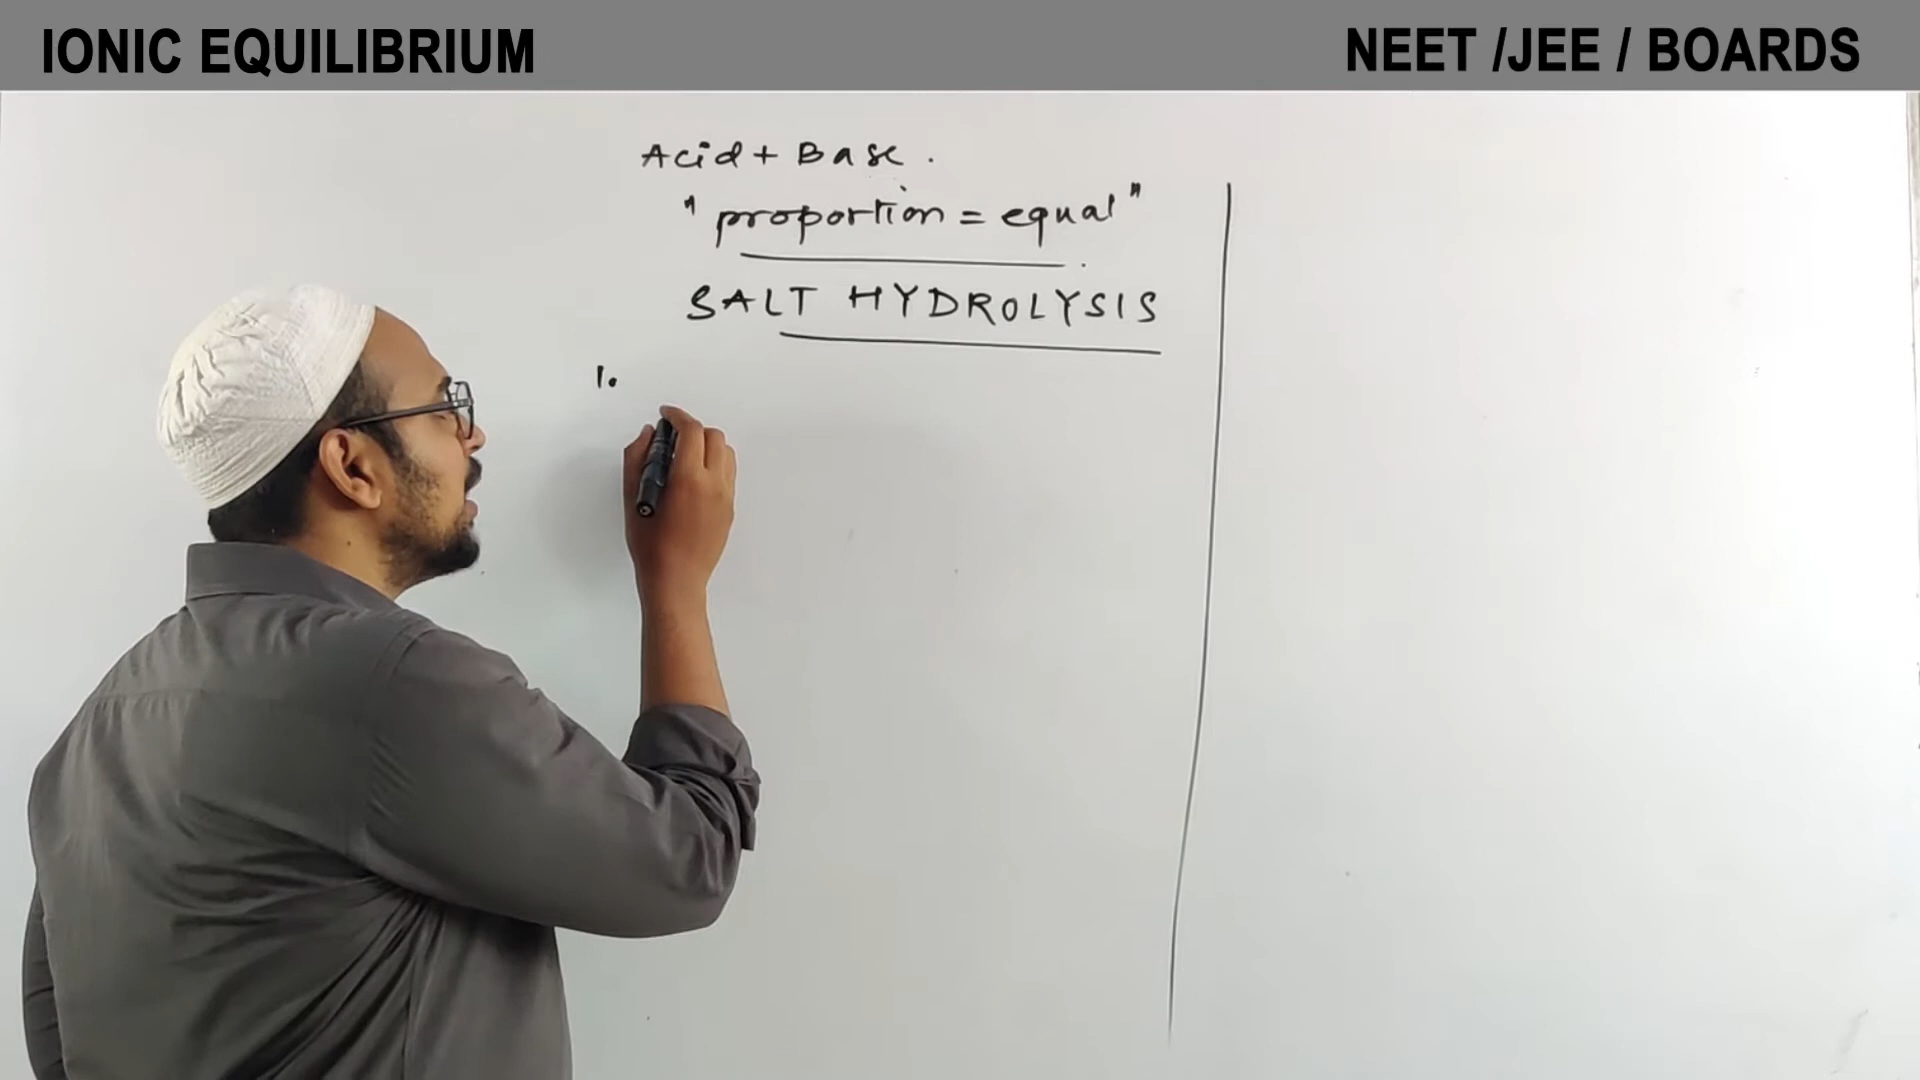 IONIC EQUILIBRIUM
NEET /JEE / BOARDS
Acid + Base .
"proportion = equal"
SALT HYDROLYSIS
1.